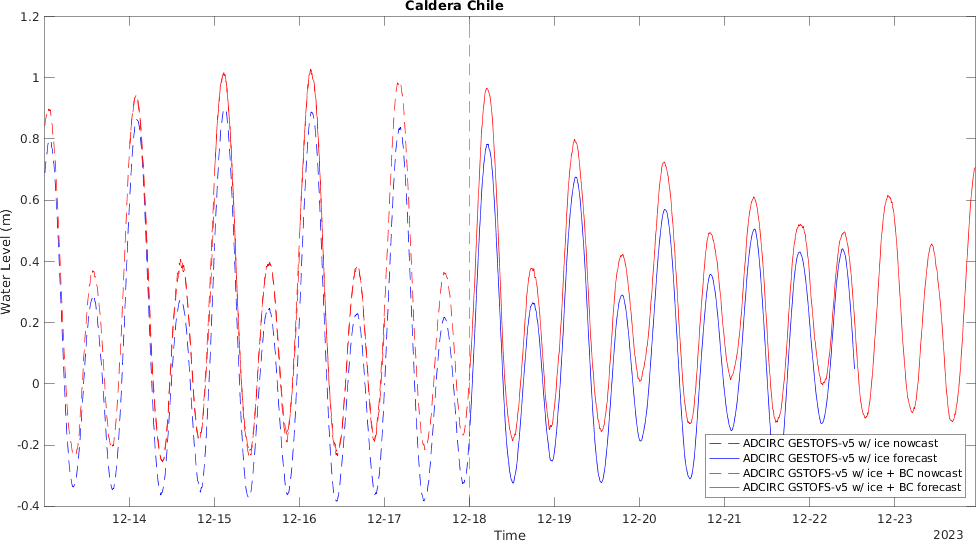 Caldera Chile
Water Level (m)
1.2
1
0.8
0.6
0.4
0.2
0
-0.2
-0.4
ADCIRC GESTOFS-v5 w/ ice nowcast
ADCIRC GESTOFS-v5 w/ ice forecast
ADCIRC GSTOFS-v5 w/ ice + BC nowcast
ADCIRC GSTOFS-v5 w/ ice + BC forecast
12-14 12-15 12-16 12-17 12-18 12-19 12-20 12-21 12-22 12-23
Time
2023